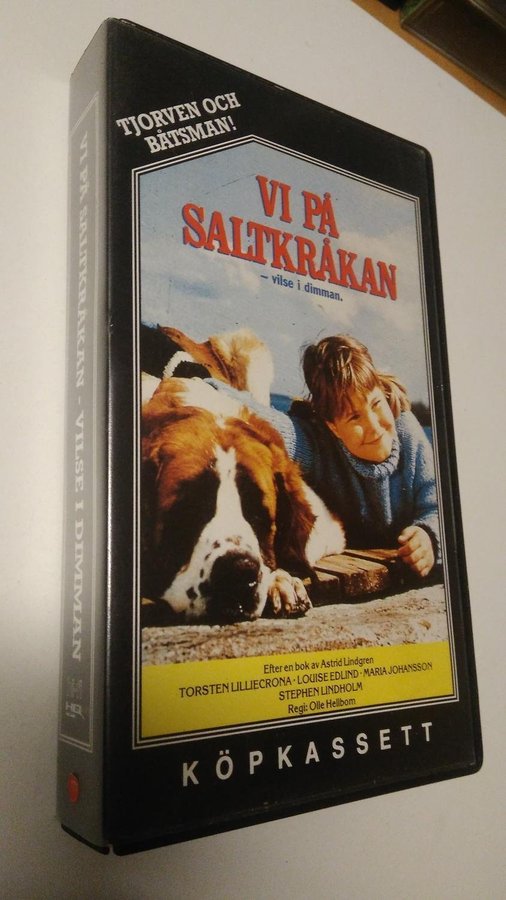 TJORVEN OCH
BÅTSMAN!
VI PÅ
SALTKRÅKAN
– vilse i dimman.
Efter en bok av Astrid Lindgren
TORSTEN LILLIECRONA · LOUISE EDLIND · MARIA JOHANSSON
STEPHEN LINDHOLM
Regi: Olle Hellbom
KÖPKASSETT
VI PÅ SALTKRÅKAN - VILSE I DIMMAN